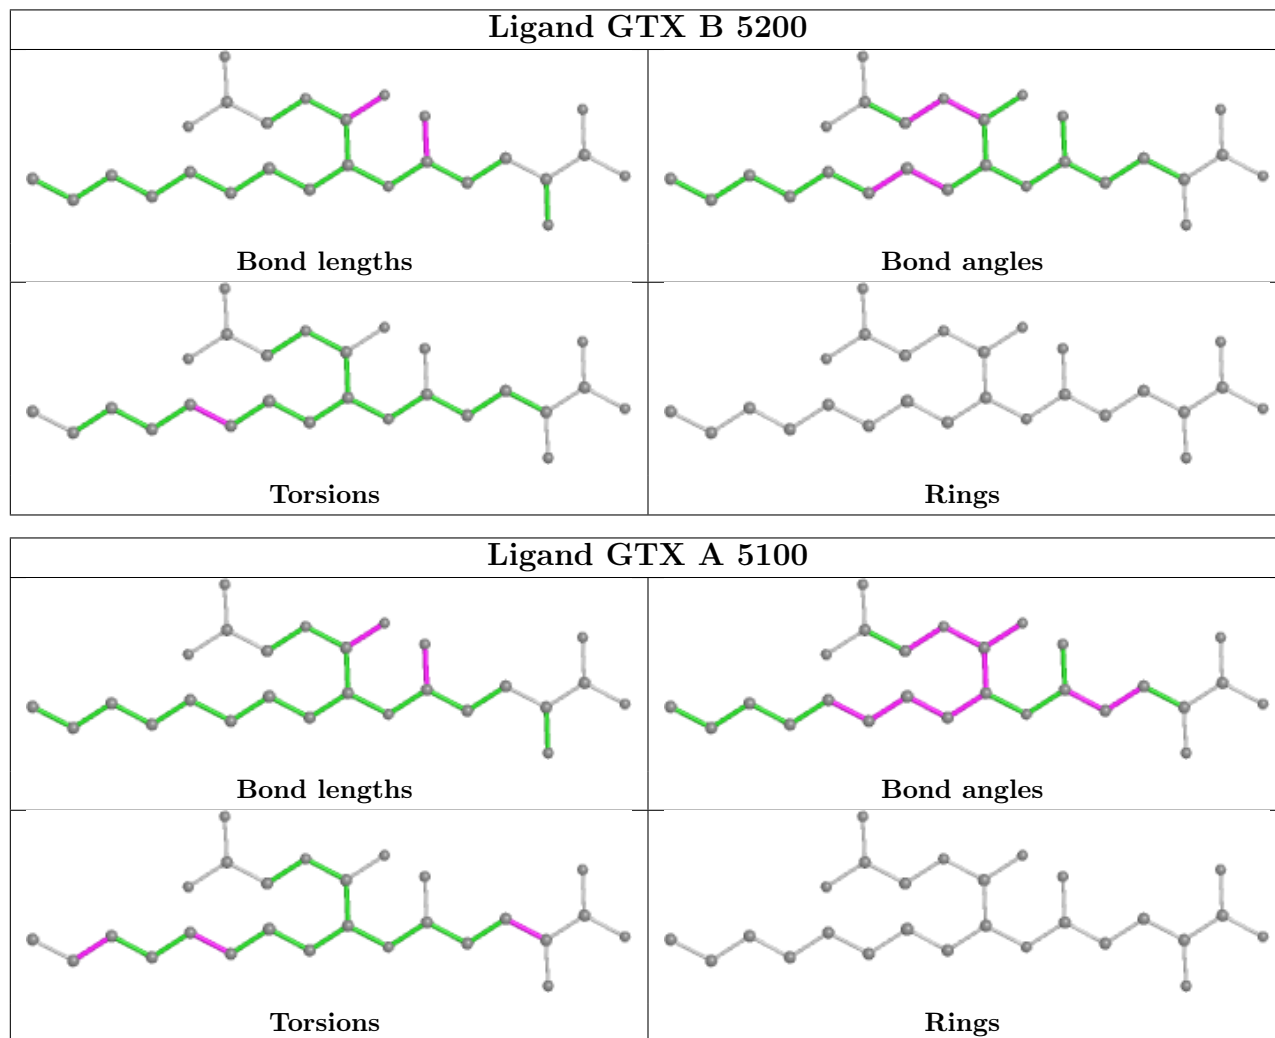 Ligand GTX B 5200
Bond lengths
Bond angles
Torsions
Rings
Ligand GTX A 5100
Bond lengths
Bond angles
Torsions
Rings